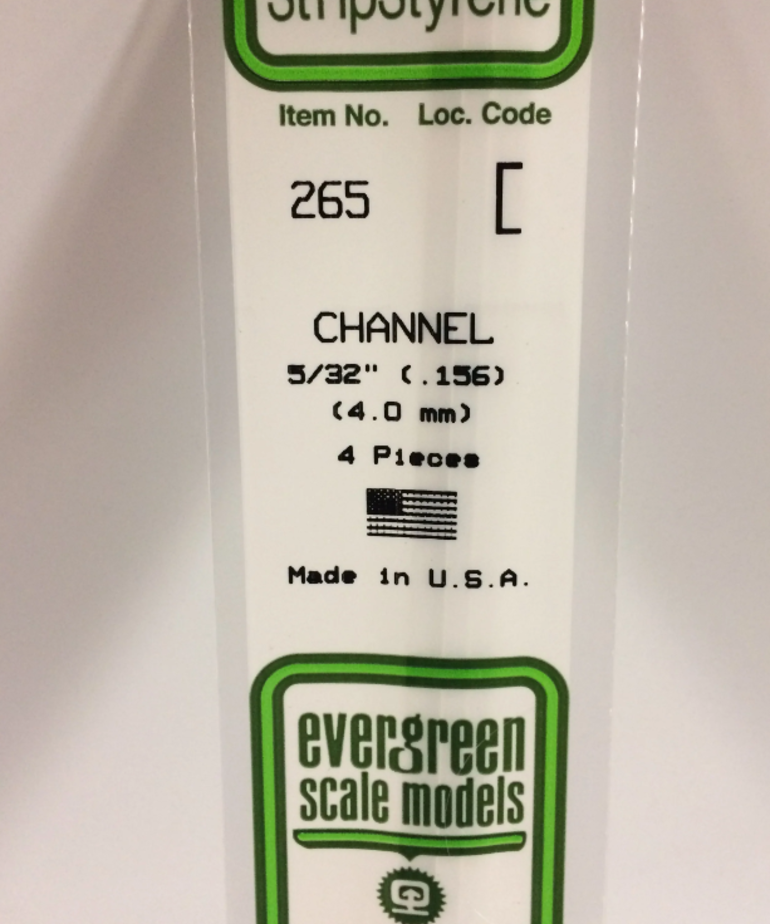 StripStyrene
Item No. Loc. Code
265 [
CHANNEL
5/32" (.156)
(4.0 mm)
4 Pieces
Made in U.S.A.
evergreen
scale models